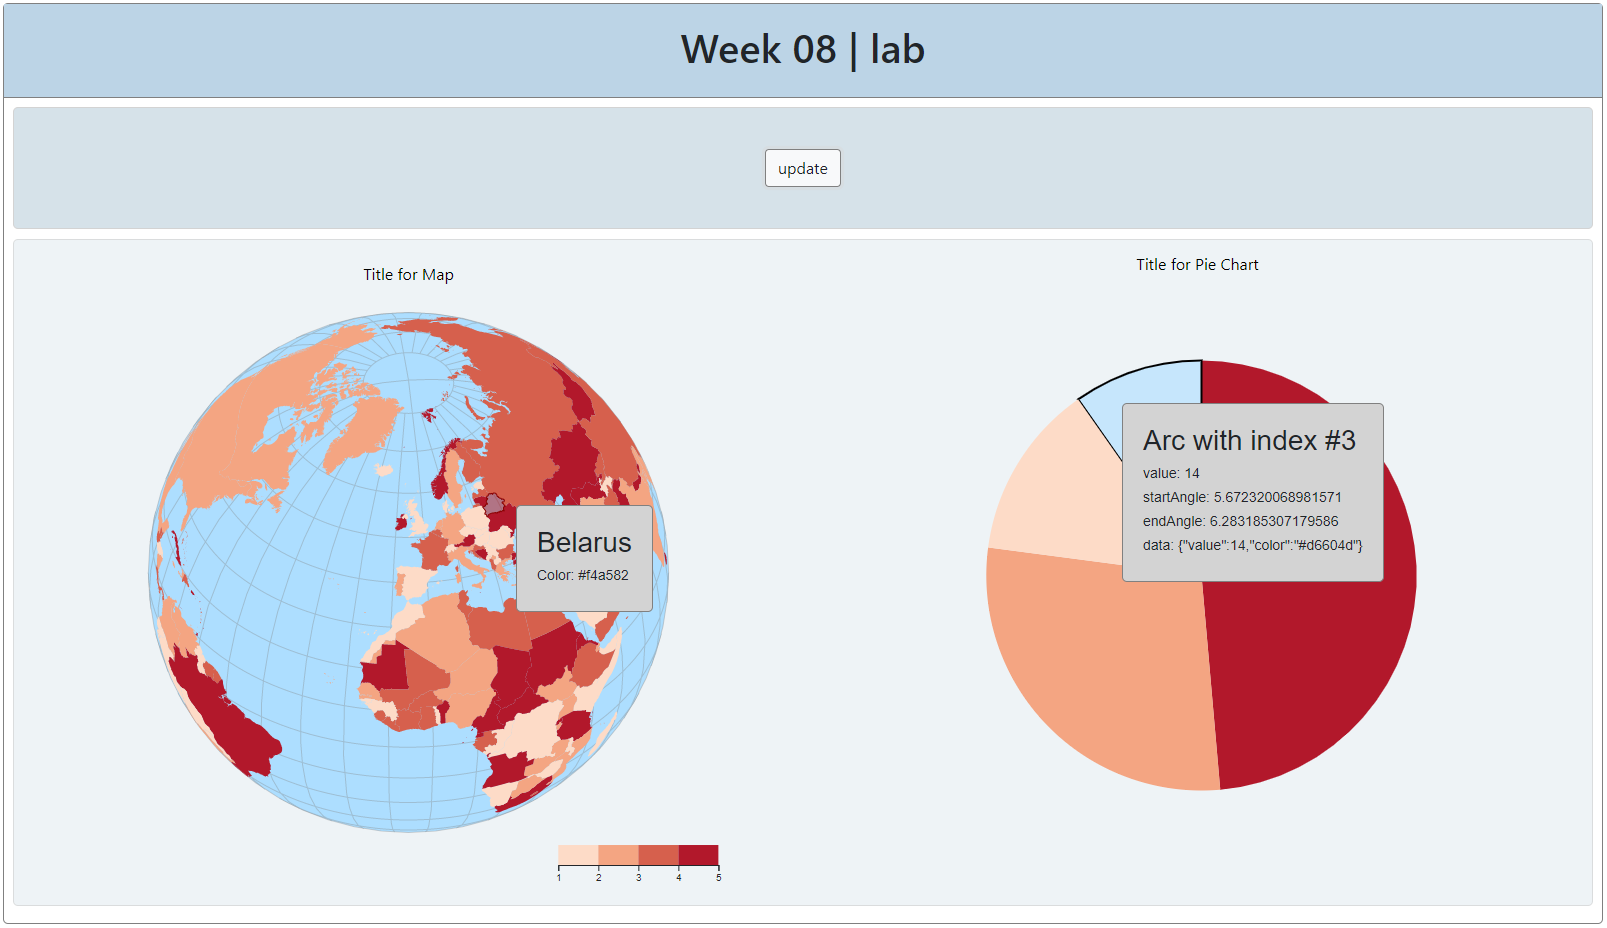 Week 08 | lab
update
Title for Map
Title for Pie Chart
Arc with index #3
value: 14
startAngle: 5.672320068981571
endAngle: 6.283185307179586
data: {"value":14,"color":"#d6604d"}
Belarus
Color: #f4a582
1 2 3 4 5